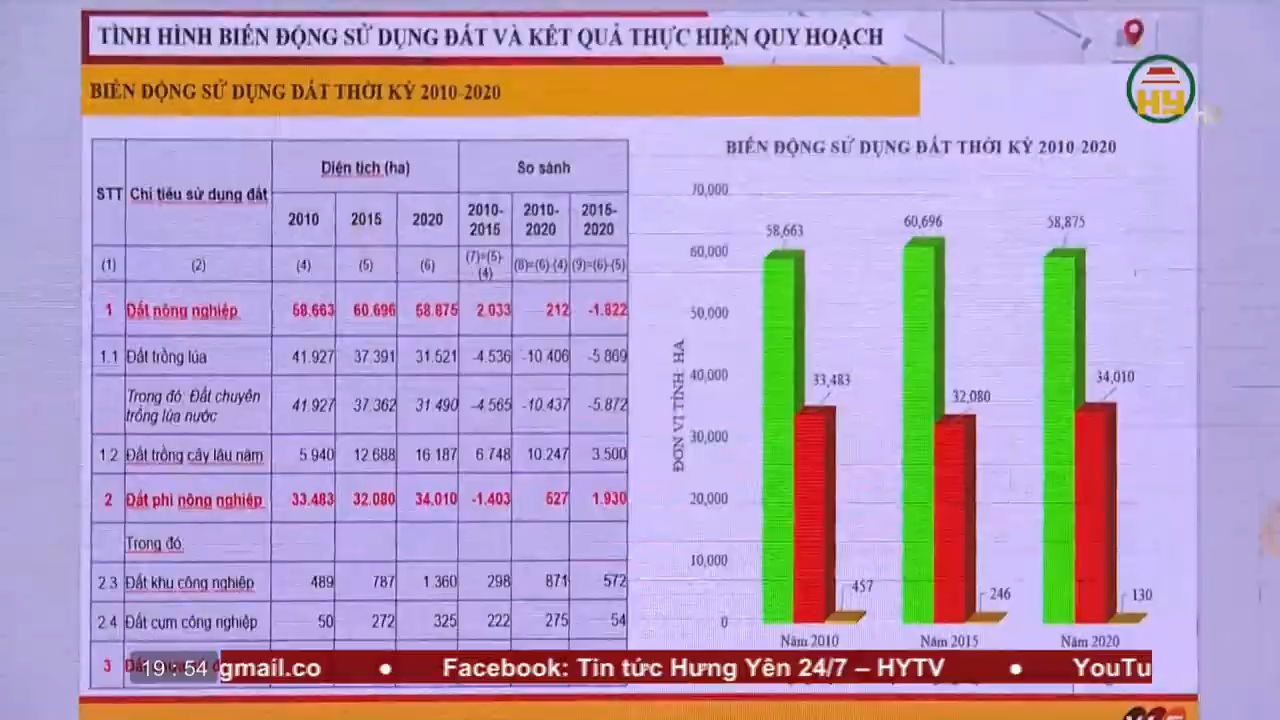 TÌNH HÌNH BIẾN ĐỘNG SỬ DỤNG ĐẤT VÀ KẾT QUẢ THỰC HIỆN QUY HOẠCH
BIẾN ĐỘNG SỬ DỤNG ĐẤT THỜI KỲ 2010-2020
HY
STT Chỉ tiêu sử dụng đất Diện tích (ha) So sánh
2010 2015 2020 2010-2015 2010-2020 2015-2020
(1) (2) (4) (5) (6) (7)=(5)-(4) (8)=(6)-(4) (9)=(6)-(5)
1 Đất nông nghiệp 58.663 60.696 58.875 2.033 212 -1.822
1.1 Đất trồng lúa 41.927 37.391 31.521 -4.536 -10.406 -5.869
Trong đó: Đất chuyên trồng lúa nước 41.927 37.362 31.490 -4.565 -10.437 -5.872
1.2 Đất trồng cây lâu năm 5.940 12.688 16.187 6.748 10.247 3.500
2 Đất phi nông nghiệp 33.483 32.080 34.010 -1.403 527 1.930
Trong đó
2.3 Đất khu công nghiệp 489 787 1.360 298 871 572
2.4 Đất cụm công nghiệp 50 272 325 222 275 54
3
BIẾN ĐỘNG SỬ DỤNG ĐẤT THỜI KỲ 2010-2020
ĐƠN VỊ TÍNH: HA
70,000
60,000
50,000
40,000
30,000
20,000
10,000
0
58,663 33,483 457
60,696 32,080 246
58,875 34,010 130
Năm 2010 Năm 2015 Năm 2020
19:54 gmail.co • Facebook: Tin tức Hưng Yên 24/7 – HYTV • YouTu